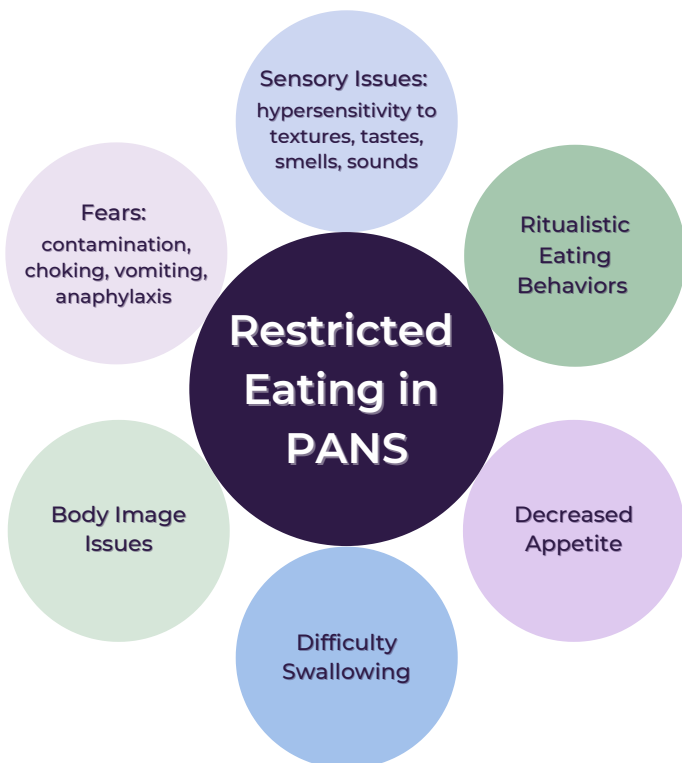 Sensory Issues:
hypersensitivity to
textures, tastes,
smells, sounds
Fears:
contamination,
choking, vomiting,
anaphylaxis
Ritualistic
Eating
Behaviors
Restricted
Eating in
PANS
Body Image
Issues
Decreased
Appetite
Difficulty
Swallowing